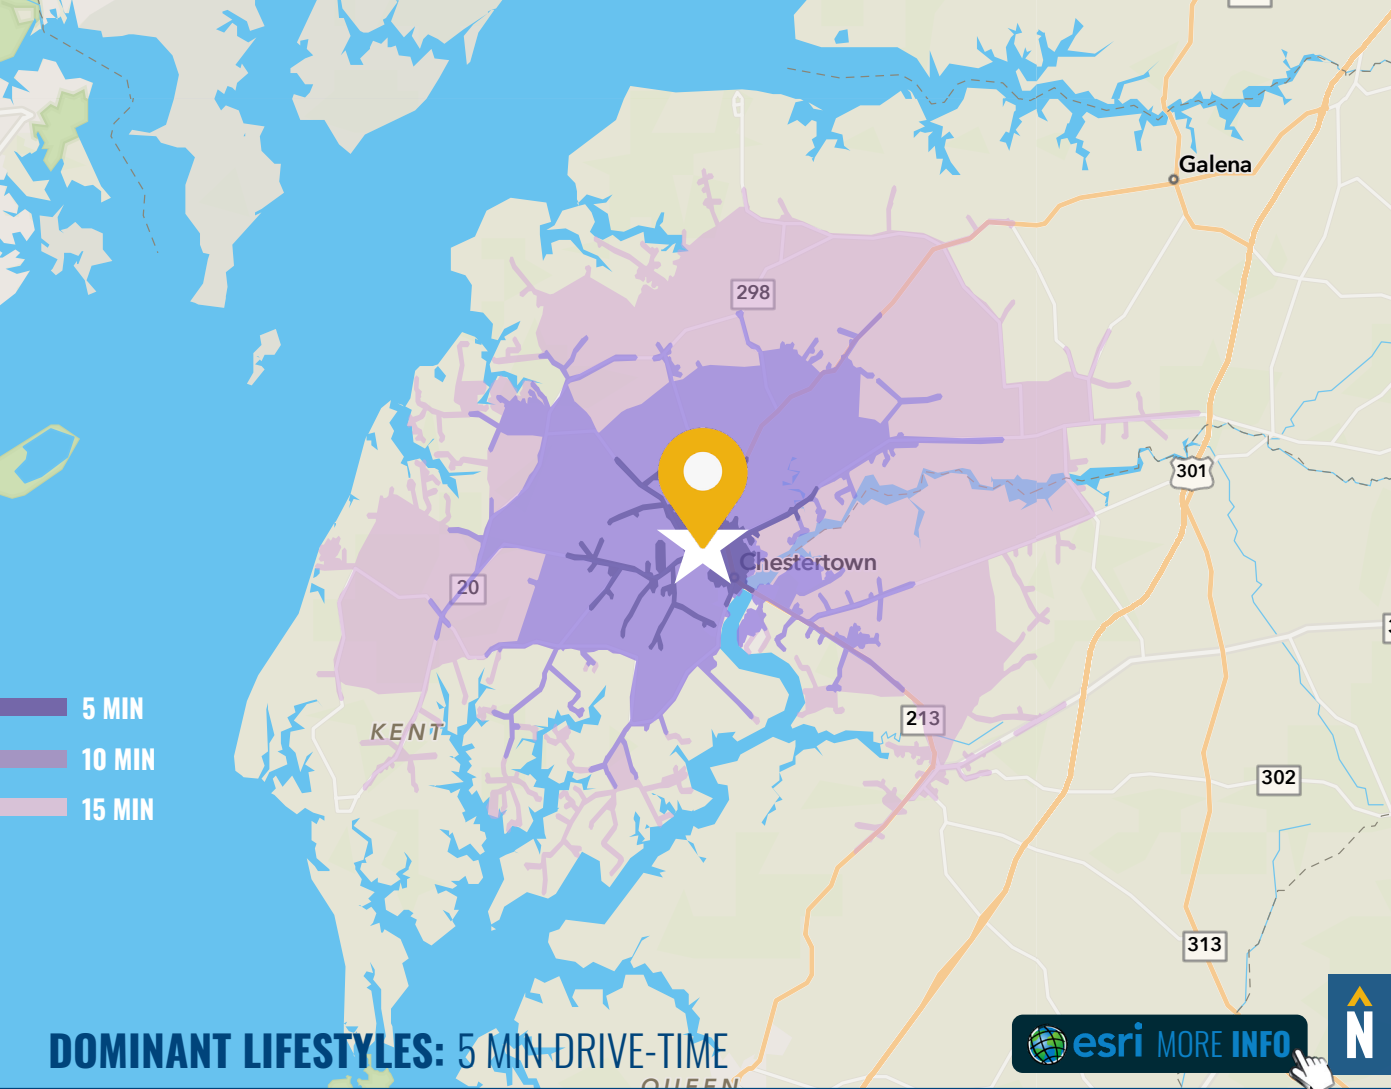 Galena
298
301
Chestertown
20
5 MIN
213
KENT
10 MIN
302
15 MIN
313
DOMINANT LIFESTYLES: 5 MIN DRIVE-TIME
esri MORE INFO
N
QUEEN